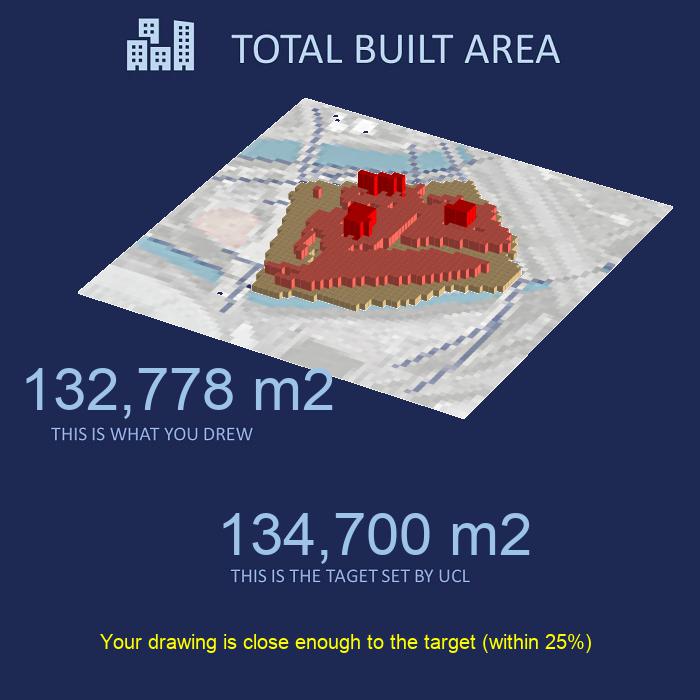 TOTAL BUILT AREA
132,778 m2
THIS IS WHAT YOU DREW
134,700 m2
THIS IS THE TAGET SET BY UCL
Your drawing is close enough to the target (within 25%)